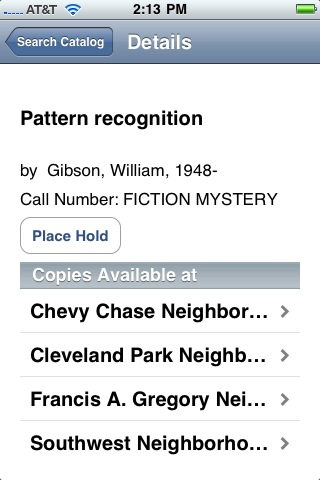 AT&T 2:13 PM
Search Catalog Details
Pattern recognition
by Gibson, William, 1948-
Call Number: FICTION MYSTERY
Place Hold
Copies Available at
Chevy Chase Neighbor...
Cleveland Park Neighb...
Francis A. Gregory Nei...
Southwest Neighborho...